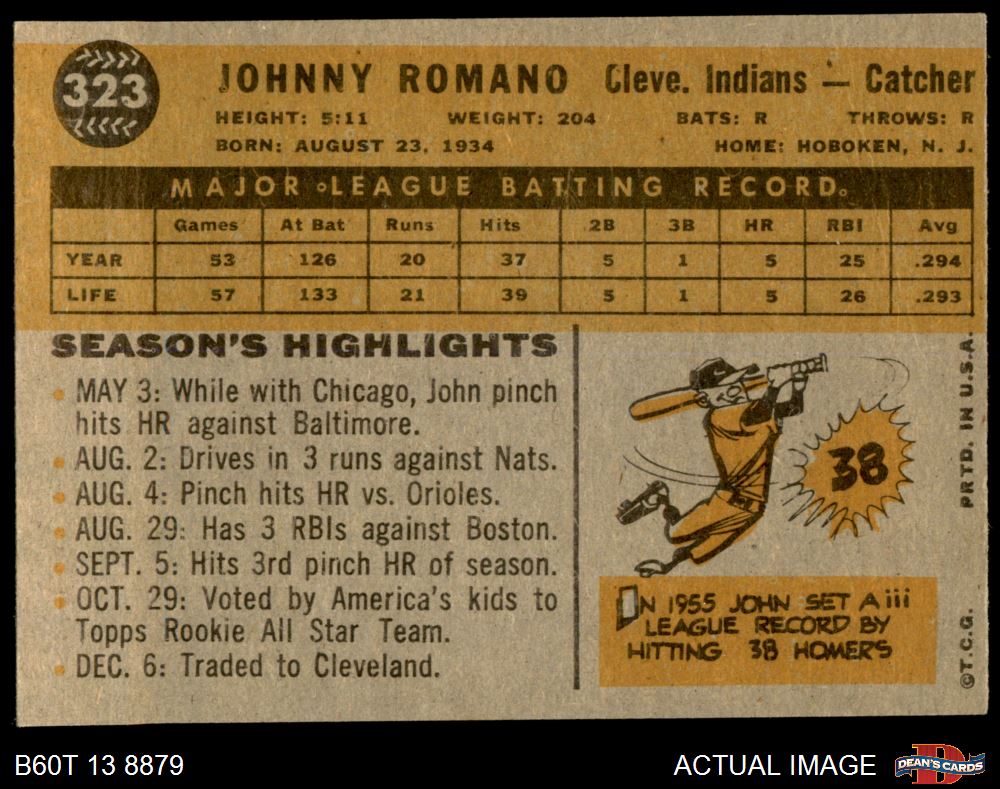 323
JOHNNY ROMANO Cleve. Indians — Catcher
HEIGHT: 5:11 WEIGHT: 204 BATS: R THROWS: R
BORN: AUGUST 23, 1934 HOME: HOBOKEN, N. J.
MAJOR LEAGUE BATTING RECORD
Games At Bat Runs Hits 2B 3B HR RBI Avg
YEAR 53 126 20 37 5 1 5 25 .294
LIFE 57 133 21 39 5 1 5 26 .293
SEASON'S HIGHLIGHTS
MAY 3: While with Chicago, John pinch
hits HR against Baltimore.
AUG. 2: Drives in 3 runs against Nats.
AUG. 4: Pinch hits HR vs. Orioles.
AUG. 29: Has 3 RBIs against Boston.
SEPT. 5: Hits 3rd pinch HR of season.
OCT. 29: Voted by America's kids to
Topps Rookie All Star Team.
DEC. 6: Traded to Cleveland.
38
IN 1955 JOHN SET A iii
LEAGUE RECORD BY
HITTING 38 HOMERS
©T.C.G. PRTD. IN U.S.A.
B60T 13 8879
ACTUAL IMAGE
DEAN'S CARDS